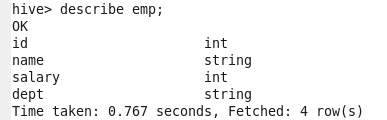 hive> describe emp;
OK
id                      int
name                    string
salary                  int
dept                    string
Time taken: 0.767 seconds, Fetched: 4 row(s)